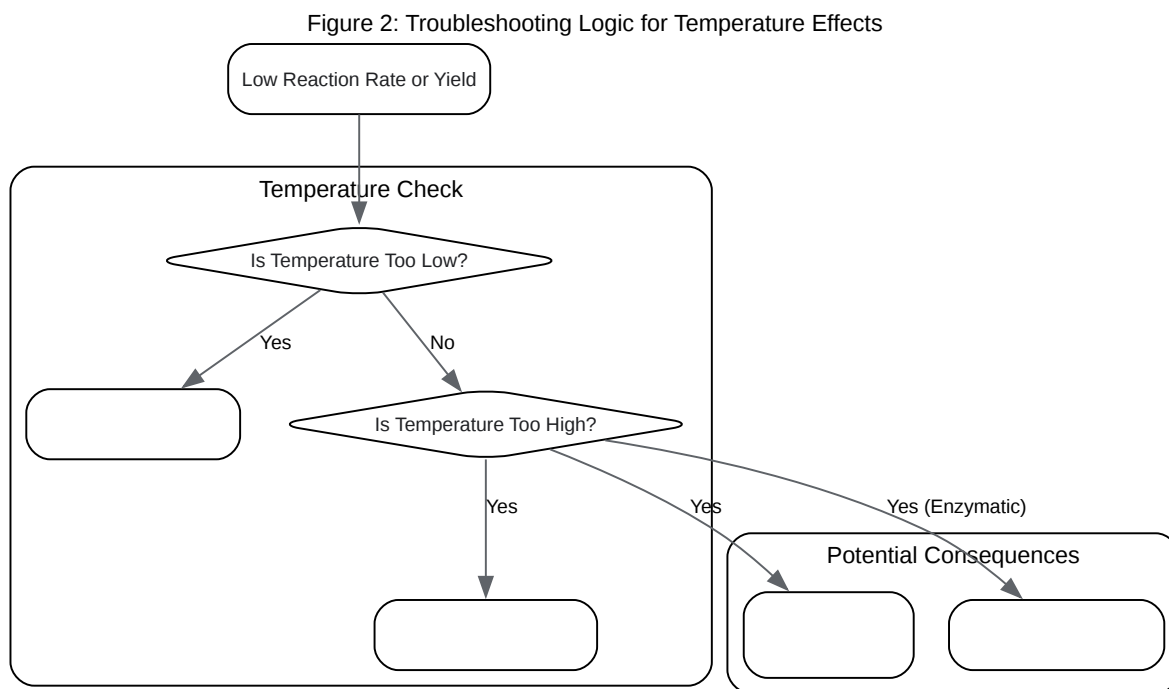 Figure 2: Troubleshooting Logic for Temperature Effects
Low Reaction Rate or Yield
Temperature Check
Is Temperature Too Low?
Yes
No
Is Temperature Too High?
Yes
Yes
Yes (Enzymatic)
Potential Consequences